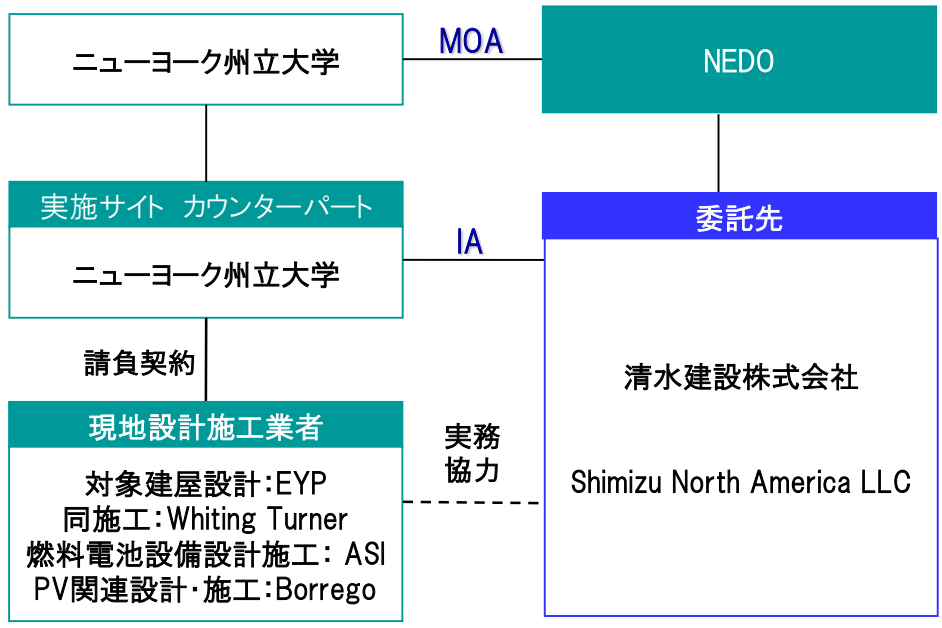 ニューヨーク州立大学
MOA
NEDO
実施サイト カウンターパート
ニューヨーク州立大学
IA
委託先
清水建設株式会社
Shimizu North America LLC
請負契約
現地設計施工業者
対象建屋設計:EYP
同施工:Whiting Turner
燃料電池設備設計施工: ASI
PV関連設計・施工:Borrego
実務
協力